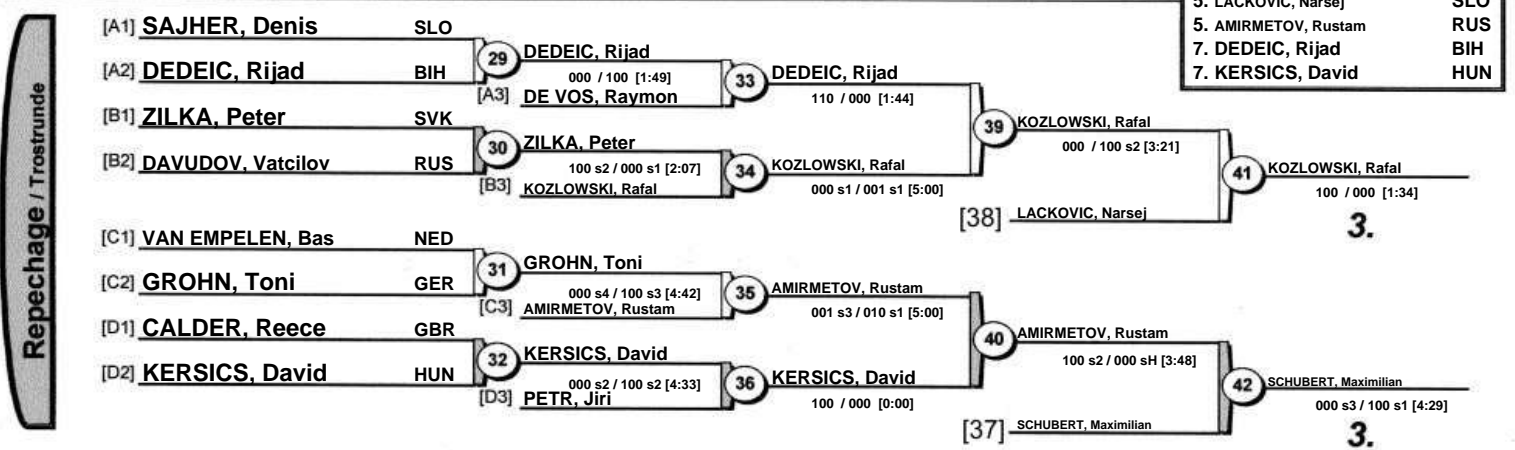 5. LACKOVIC, Narsej SLO
5. AMIRMETOV, Rustam RUS
7. DEDEIC, Rijad BIH
7. KERSICS, David HUN
Repechage / Trostrunde
[A1] SAJHER, Denis SLO
29 DEDEIC, Rijad
[A2] DEDEIC, Rijad BIH
000 / 100 [1:49]
33 DEDEIC, Rijad
[A3] DE VOS, Raymon
110 / 000 [1:44]
[B1] ZILKA, Peter SVK
39 KOZLOWSKI, Rafal
30 ZILKA, Peter
000 / 100 s2 [3:21]
[B2] DAVUDOV, Vatcilov RUS
100 s2 / 000 s1 [2:07]
34 KOZLOWSKI, Rafal
41 KOZLOWSKI, Rafal
[B3] KOZLOWSKI, Rafal
000 s1 / 001 s1 [5:00]
100 / 000 [1:34]
[38] LACKOVIC, Narsej
3.
[C1] VAN EMPELEN, Bas NED
31 GROHN, Toni
[C2] GROHN, Toni GER
000 s4 / 100 s3 [4:42]
35 AMIRMETOV, Rustam
[C3] AMIRMETOV, Rustam
001 s3 / 010 s1 [5:00]
[D1] CALDER, Reece GBR
40 AMIRMETOV, Rustam
32 KERSICS, David
100 s2 / 000 sH [3:48]
[D2] KERSICS, David HUN
000 s2 / 100 s2 [4:33]
36 KERSICS, David
42 SCHUBERT, Maximilian
[D3] PETR, Jiri
100 / 000 [0:00]
000 s3 / 100 s1 [4:29]
[37] SCHUBERT, Maximilian
3.